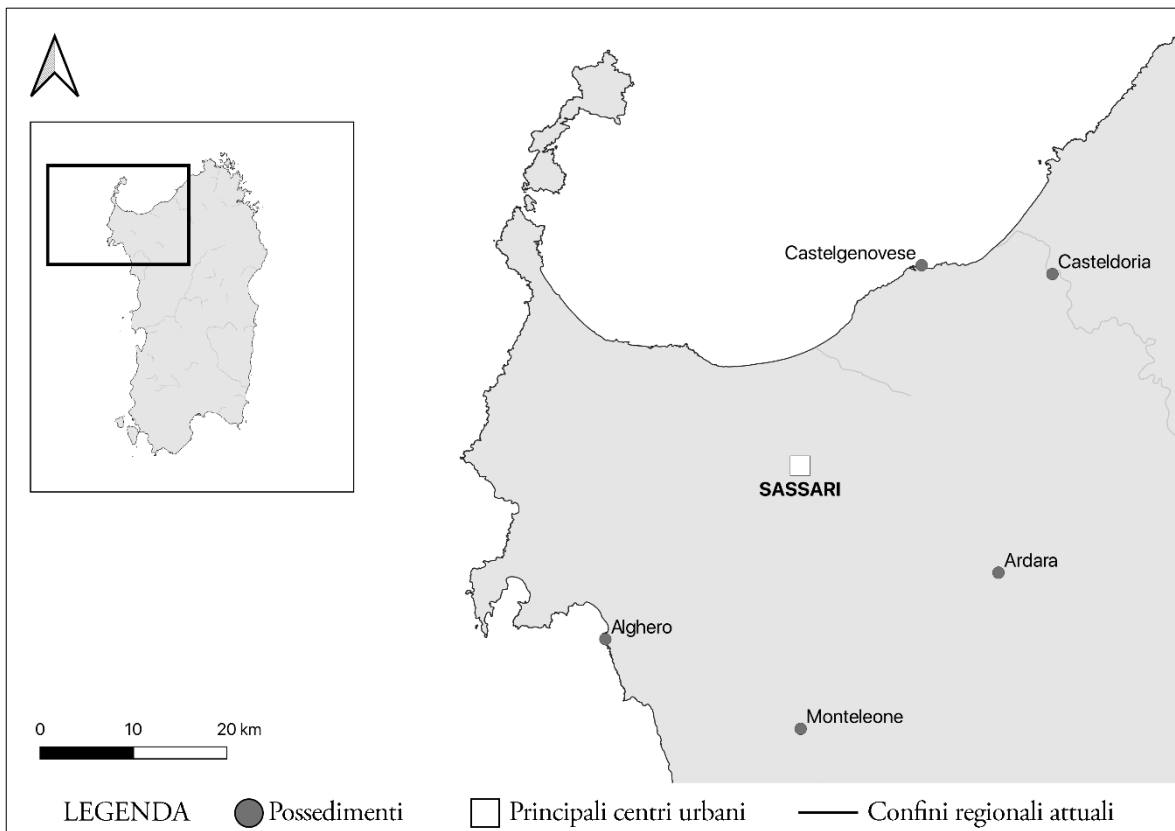 Castelgenovese
Casteldoria
SASSARI
Ardara
Alghero
Monteleone
0 10 20 km
LEGENDA Possedimenti Principali centri urbani Confini regionali attuali